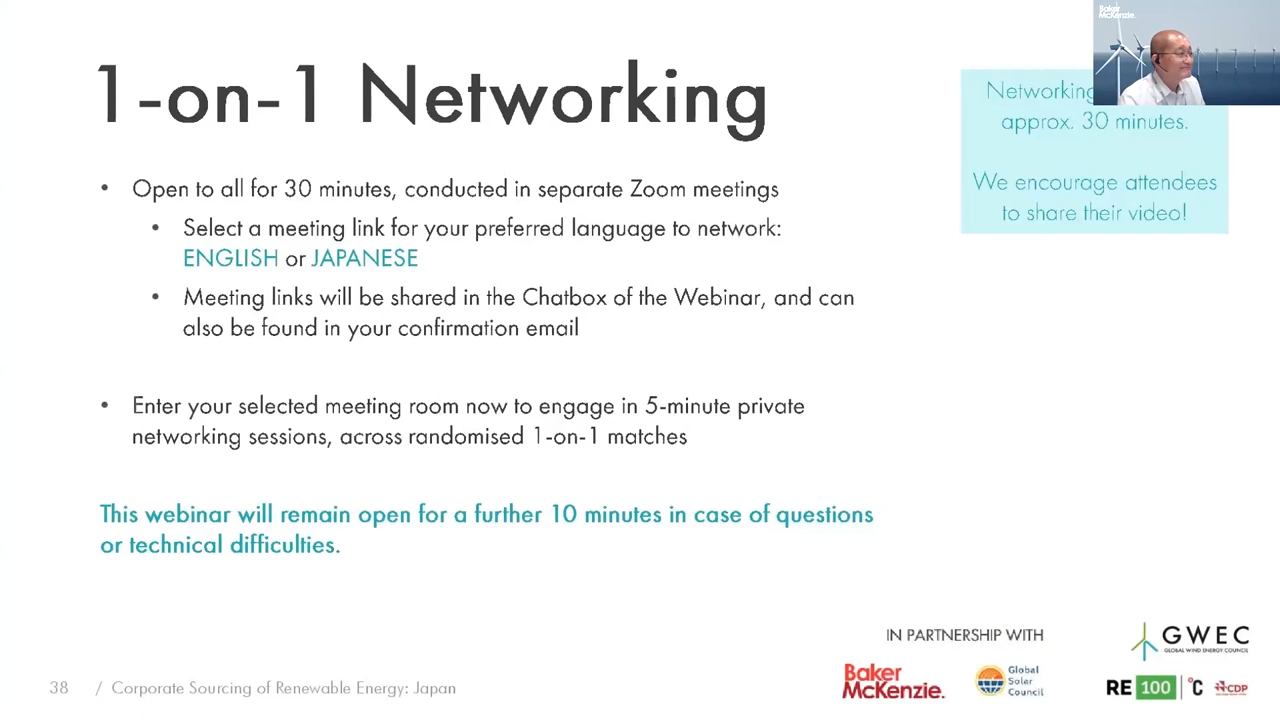 Baker
McKenzie.
1-on-1 Networking
Networking
approx. 30 minutes.
We encourage attendees
to share their video!
• Open to all for 30 minutes, conducted in separate Zoom meetings
• Select a meeting link for your preferred language to network:
ENGLISH or JAPANESE
• Meeting links will be shared in the Chatbox of the Webinar, and can
also be found in your confirmation email
• Enter your selected meeting room now to engage in 5-minute private
networking sessions, across randomised 1-on-1 matches
This webinar will remain open for a further 10 minutes in case of questions
or technical difficulties.
IN PARTNERSHIP WITH
GWEC
GLOBAL WIND ENERGY COUNCIL
Baker
McKenzie.
Global
Solar
Council
RE 100
°C
CDP
38 / Corporate Sourcing of Renewable Energy: Japan